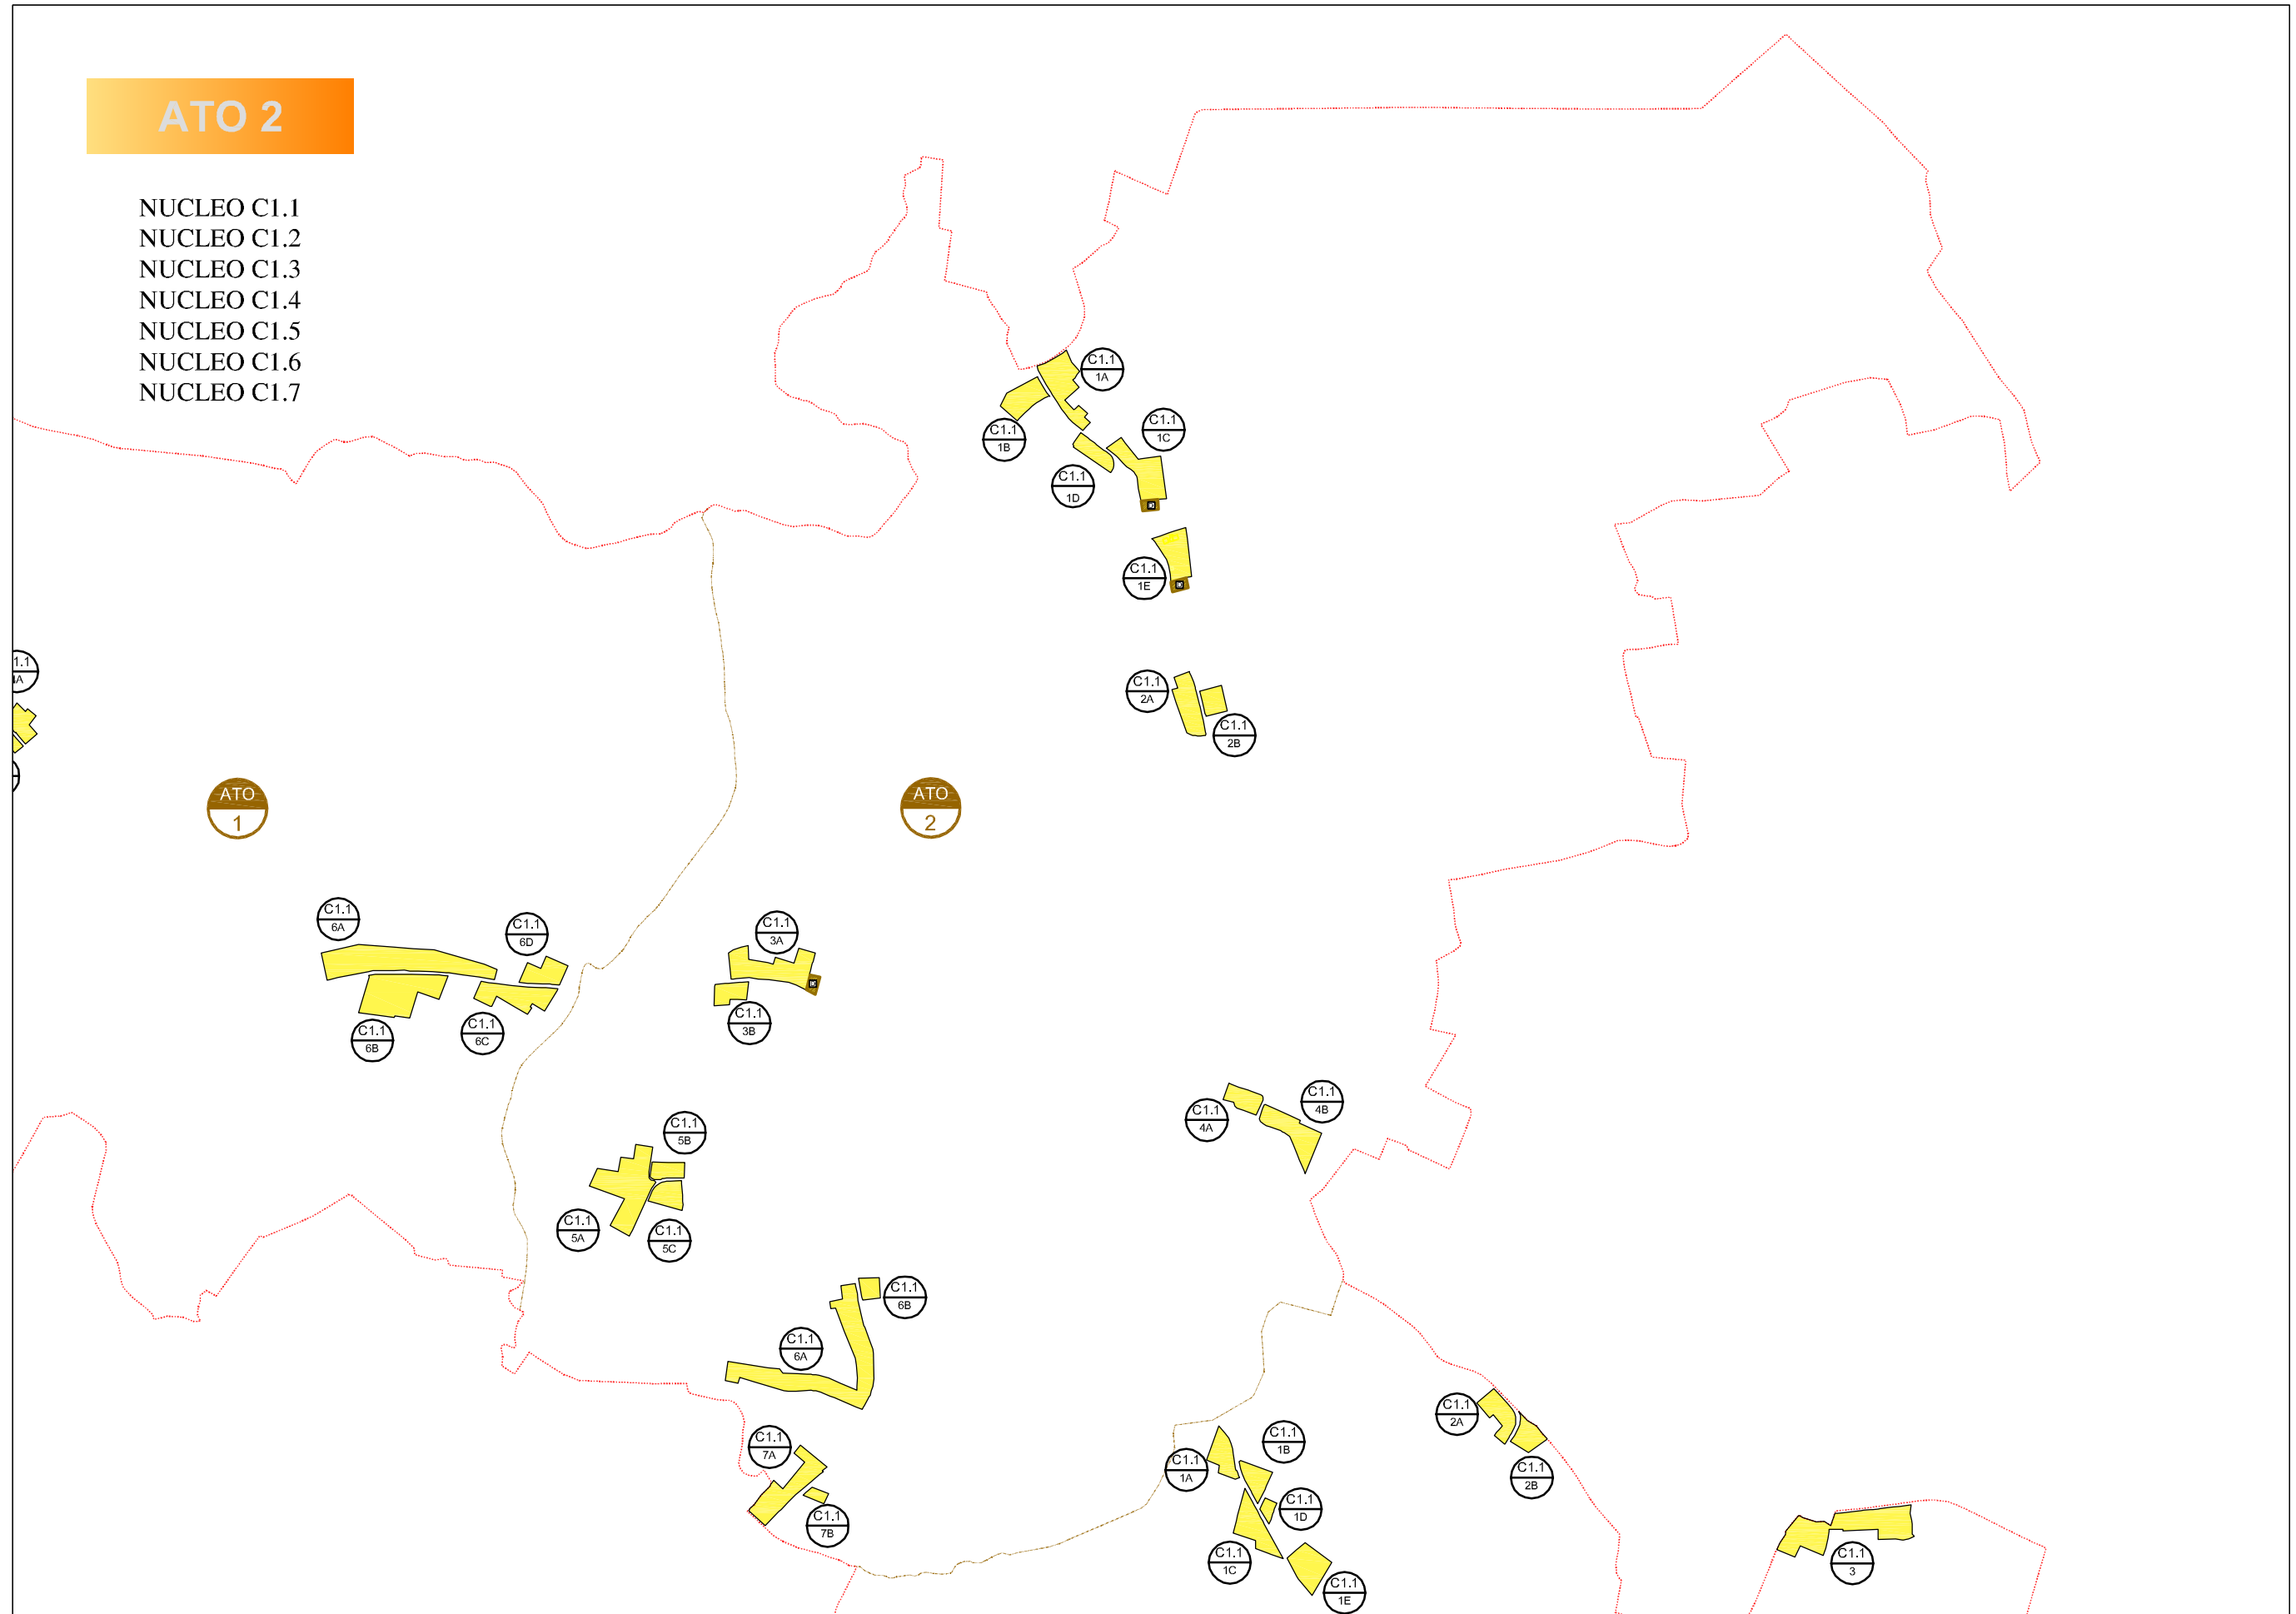 ATO 2
NUCLEO C1.1
NUCLEO C1.2
NUCLEO C1.3
NUCLEO C1.4
NUCLEO C1.5
NUCLEO C1.6
NUCLEO C1.7
C1.1
1A
C1.1
1B
C1.1
1C
C1.1
1D
C1.1
1E
C1.1
2A
C1.1
2B
ATO
1
ATO
2
C1.1
6A
C1.1
6D
C1.1
6B
C1.1
6C
C1.1
3A
C1.1
3B
C1.1
4A
C1.1
4B
C1.1
5B
C1.1
5A
C1.1
5C
C1.1
6B
C1.1
6A
C1.1
7A
C1.1
7B
C1.1
1A
C1.1
1B
C1.1
1D
C1.1
1C
C1.1
1E
C1.1
2A
C1.1
2B
C1.1
3